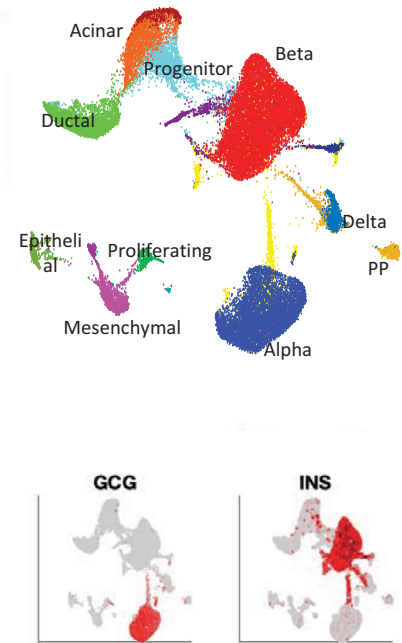 Acinar
Progenitor
Beta
Ductal
Delta
Epitheli
al
Proliferating
PP
Mesenchymal
Alpha
GCG
INS